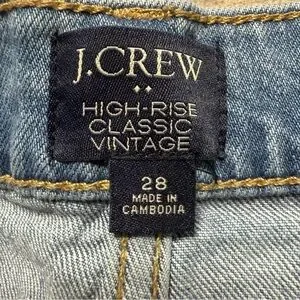 J.CREW
HIGH-RISE
CLASSIC
VINTAGE
28
MADE IN
CAMBODIA